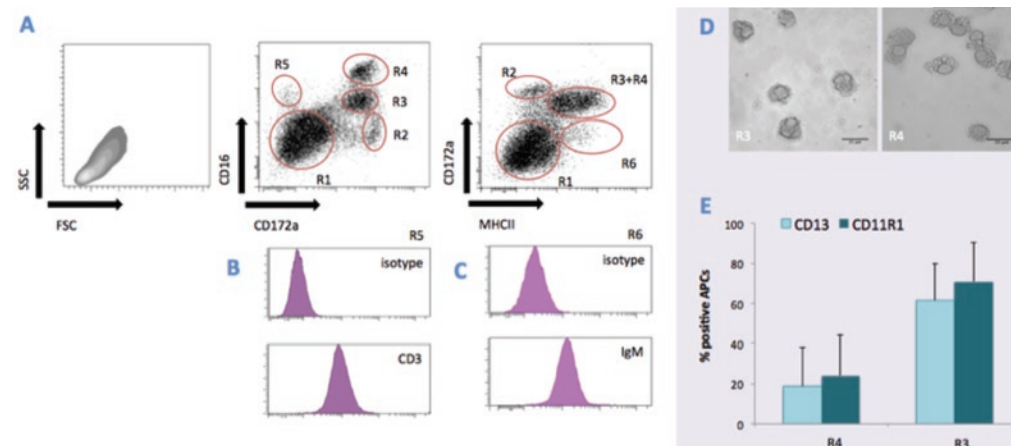 A
SSC
FSC
R5
R4
R3
R2
R1
CD16
CD172a
R2
R3+R4
R6
R1
CD172a
MHCII
B
R5
isotype
CD3
C
R6
isotype
IgM
D
R3
R4
E
CD13
CD11R1
% positive APCs
100
80
60
40
20
0
R4
R3